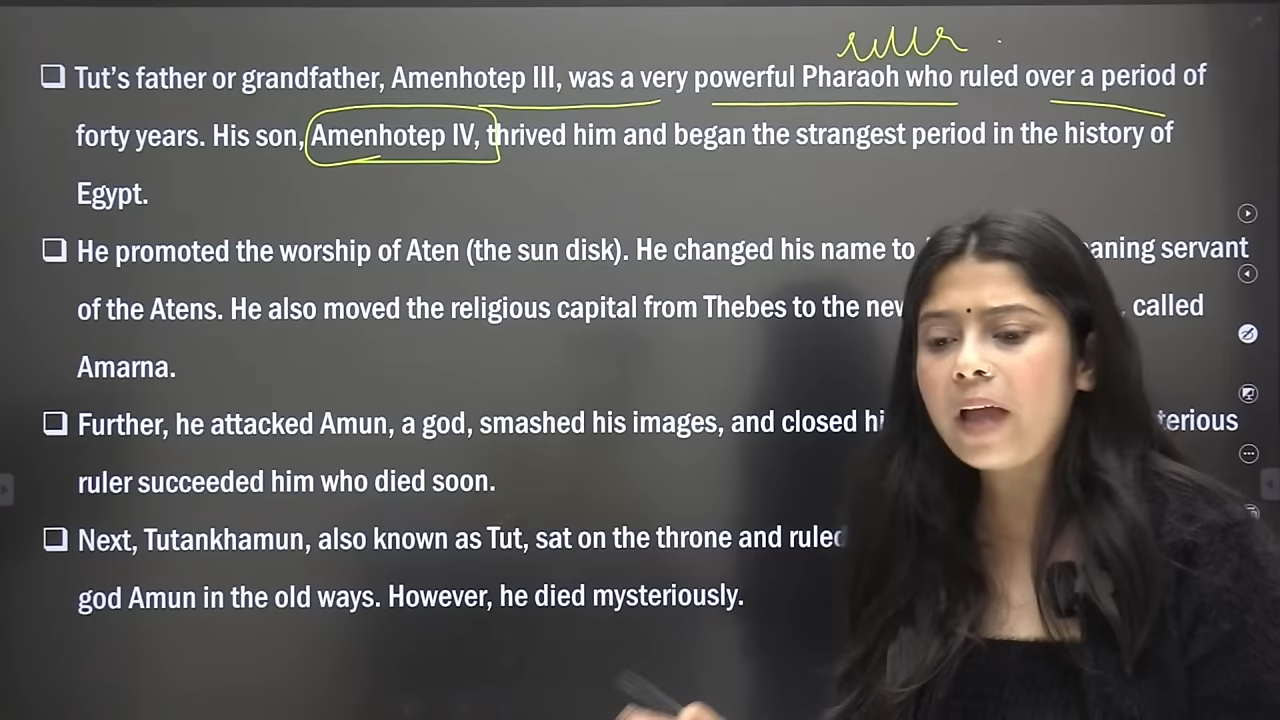 ruler
Tut's father or grandfather, Amenhotep III, was a very powerful Pharaoh who ruled over a period of
forty years. His son, Amenhotep IV, thrived him and began the strangest period in the history of
Egypt.
He promoted the worship of Aten (the sun disk). He changed his name to servant
of the Atens. He also moved the religious capital from Thebes to the called
Amarna.
Further, he attacked Amun, a god, smashed his images, and closed
ruler succeeded him who died soon.
Next, Tutankhamun, also known as Tut, sat on the throne and ruled
god Amun in the old ways. However, he died mysteriously.